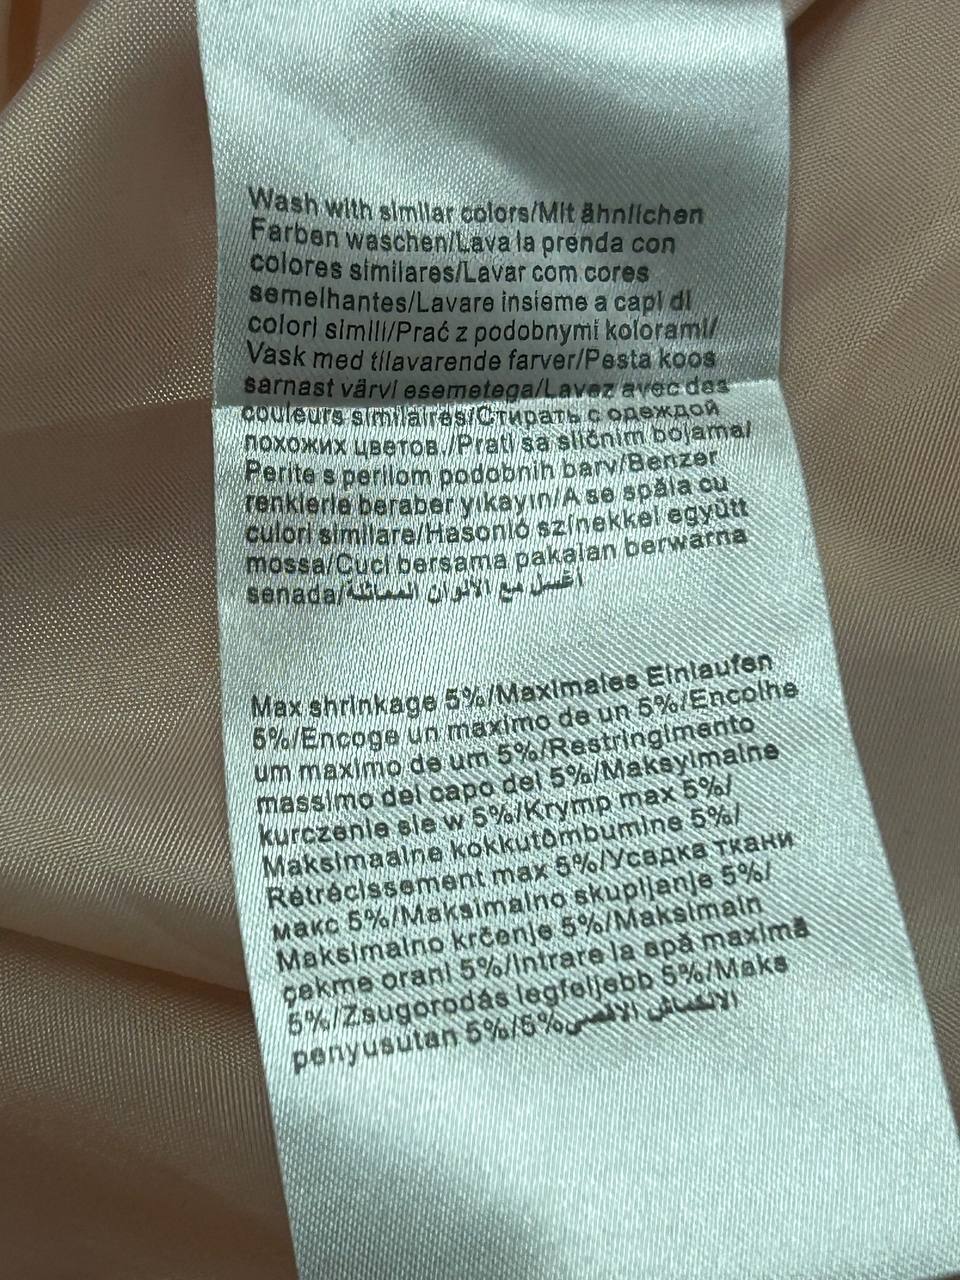 Wash with similar colors/Mit ähnlichen
Farben waschen/Lava la prenda con
colores similares/Lavar com cores
semelhantes/Lavare insieme a capi di
colori simili/Prać z podobnymi kolorami/
Vask med tilavarende farver/Pesta koos
sarnast värvi esemetega/Lavez avec des
couleurs similaires/Стирать с одеждой
похожих цветов./Prati sa sličnim bojama/
Perite s perilom podobnih barv/Benzer
renklerle beraber yıkayın/A se spăla cu
culori similare/Hasonló színekkel együtt
mossa/Cuci bersama pakaian berwarna
senada/اغسل مع الألوان المماثلة
Max shrinkage 5%/Maximales Einlaufen
5%/Encoge un maximo de un 5%/Encolhe
um maximo de um 5%/Restringimento
massimo del capo del 5%/Maksylmalne
kurczenie sie w 5%/Krymp max 5%/
Maksimaalne kokkutõmbumine 5%/
Rétrécissement max 5%/Усадка ткани
макс 5%/Maksimalno skupljanje 5%/
Maksimalno krčenje 5%/Maksimaln
çekme orani 5%/Intrare la apă maximă
5%/Zsugorodás legfeljebb 5%/Maks
penyusutan 5%/5%الانكماش الأقصى